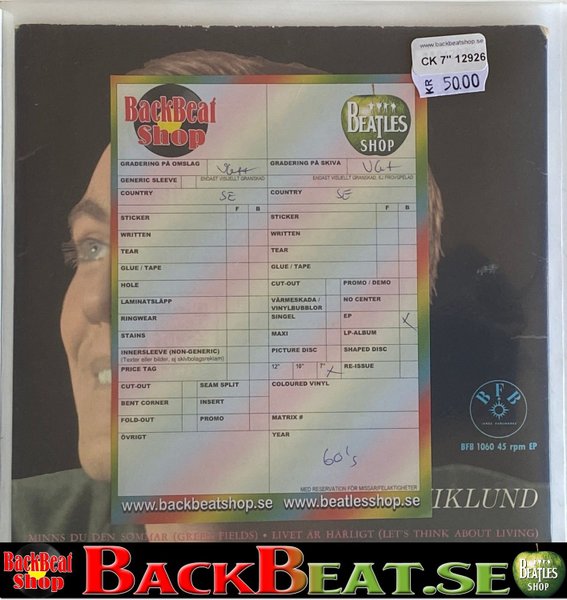 www.backbeatshop.se
CK 7" 12926
KR 50.00
BackBeat
Shop
BEATLES
SHOP
GRADERING PÅ OMSLAG
GRADERING PÅ SKIVA VG+
GENERIC SLEEVE
ENDAST VISUELLT GRANSKAD
ENDAST VISUELLT GRANSKAD, EJ PROVSPELAD
COUNTRY SE
COUNTRY SE
F B
F B
STICKER
STICKER
WRITTEN
WRITTEN
TEAR
TEAR
GLUE / TAPE
GLUE / TAPE
HOLE
CUT-OUT
PROMO / DEMO
LAMINATSLÄPP
VÄRMESKADA /
VINYLBUBBLOR
NO CENTER
RINGWEAR
SINGEL
EP X
STAINS
MAXI
LP-ALBUM
INNERSLEEVE (NON-GENERIC)
(Texter eller bilder, ej skivbolagsreklam)
PICTURE DISC
SHAPED DISC
PRICE TAG
12" 10" 7" X
RE-ISSUE
CUT-OUT
SEAM SPLIT
COLOURED VINYL
BENT CORNER
INSERT
FOLD-OUT
PROMO
MATRIX #
ÖVRIGT
YEAR
60's
MED RESERVATION FÖR MISSAR/FELAKTIGHETER
www.backbeatshop.se www.beatlesshop.se
BFB
BFB 1060 45 rpm EP
IKLUND
MINNS DU DEN SOMMAR (GREEN FIELDS) • LIVET ÄR HÄRLIGT (LET'S THINK ABOUT LIVING)
BackBeat
Shop
BACKBEAT.SE
BEATLES
SHOP